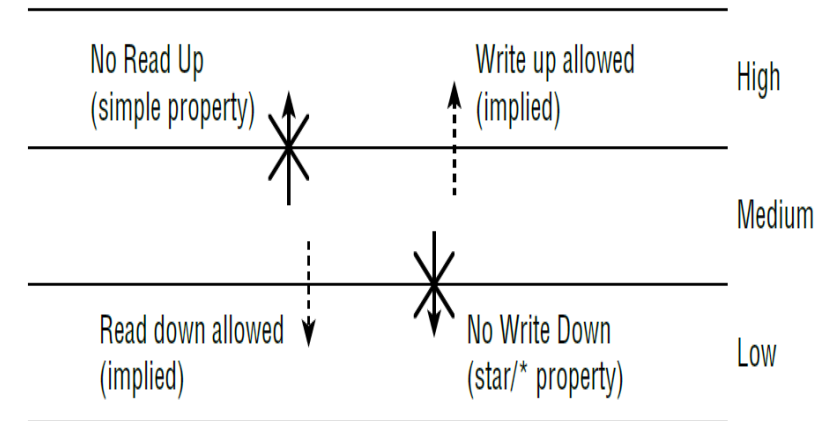 No Read Up
(simple property)
Write up allowed
(implied)
High
Medium
Read down allowed
(implied)
No Write Down
(star/* property)
Low